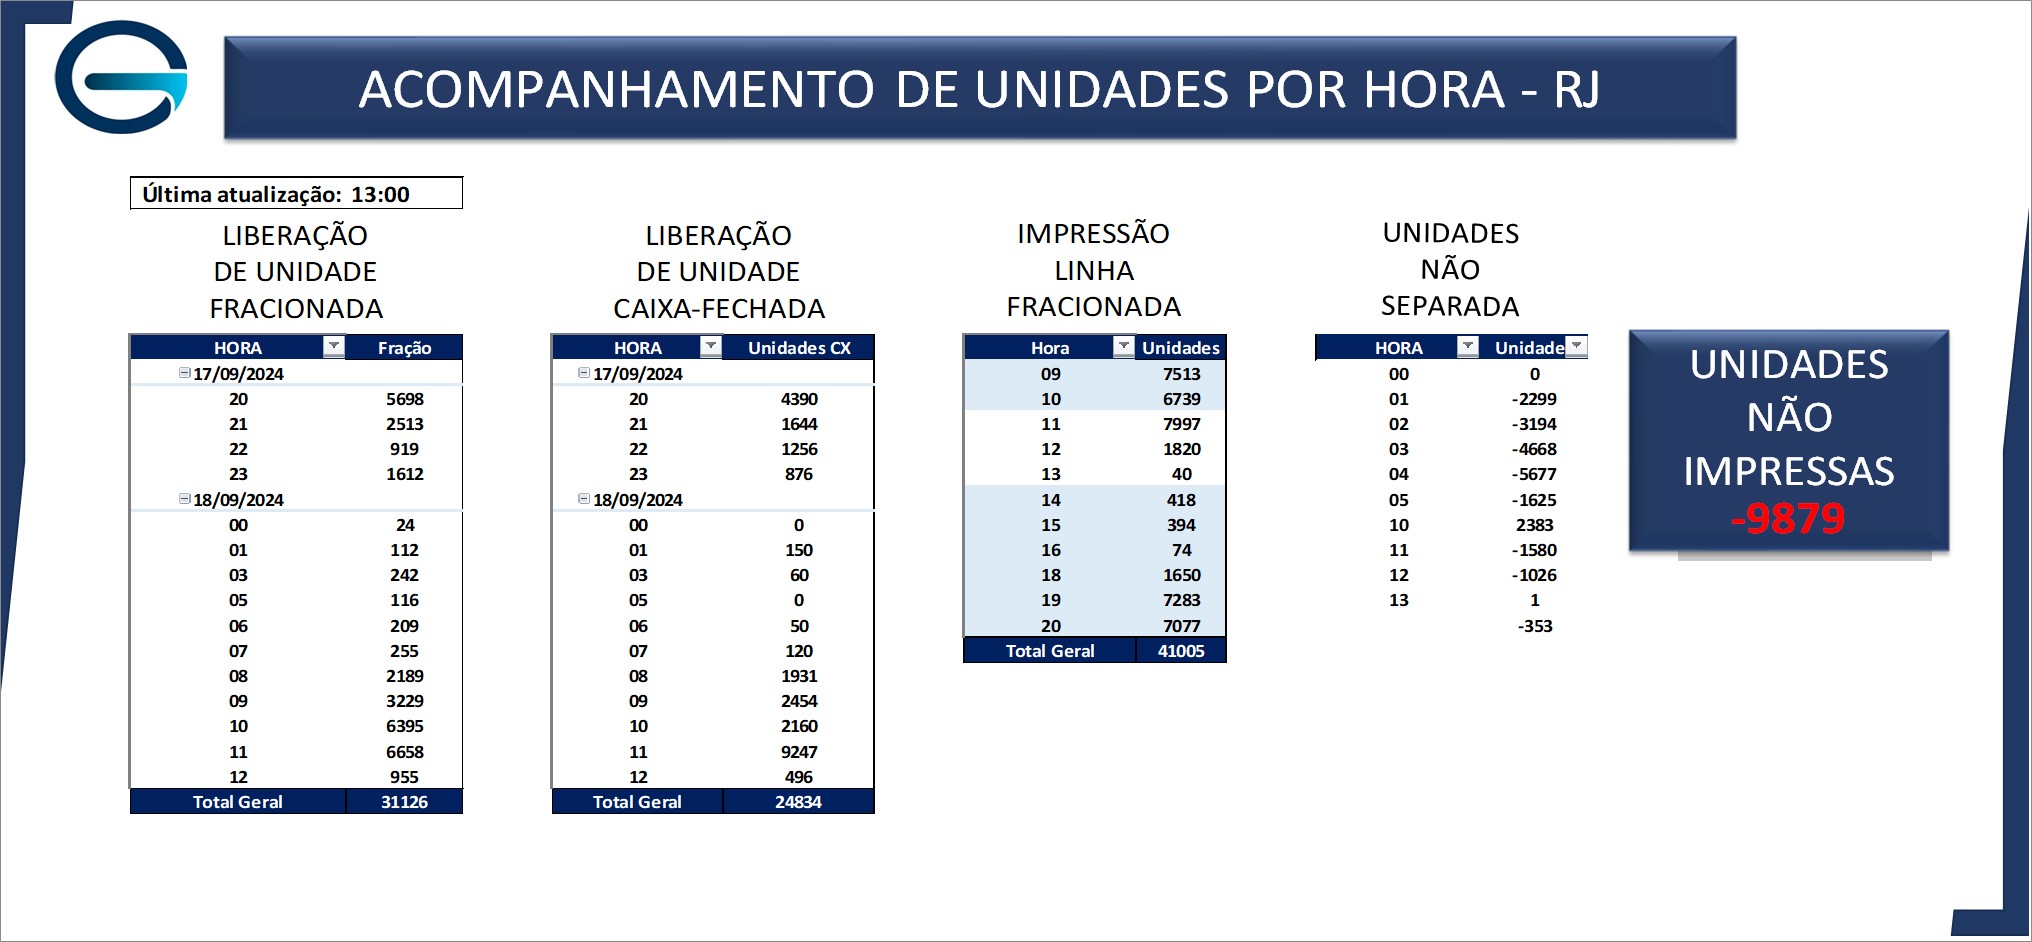 ACOMPANHAMENTO DE UNIDADES POR HORA - RJ
Última atualização: 13:00
LIBERAÇÃO
DE UNIDADE
FRACIONADA
HORA Fração
17/09/2024
20 5698
21 2513
22 919
23 1612
18/09/2024
00 24
01 112
03 242
05 116
06 209
07 255
08 2189
09 3229
10 6395
11 6658
12 955
Total Geral 31126
LIBERAÇÃO
DE UNIDADE
CAIXA-FECHADA
HORA Unidades CX
17/09/2024
20 4390
21 1644
22 1256
23 876
18/09/2024
00 0
01 150
03 60
05 0
06 50
07 120
08 1931
09 2454
10 2160
11 9247
12 496
Total Geral 24834
IMPRESSÃO
LINHA
FRACIONADA
Hora Unidades
09 7513
10 6739
11 7997
12 1820
13 40
14 418
15 394
16 74
18 1650
19 7283
20 7077
Total Geral 41005
UNIDADES
NÃO
SEPARADA
HORA Unidade
00 0
01 -2299
02 -3194
03 -4668
04 -5677
05 -1625
10 2383
11 -1580
12 -1026
13 1
-353
UNIDADES
NÃO
IMPRESSAS
-9879